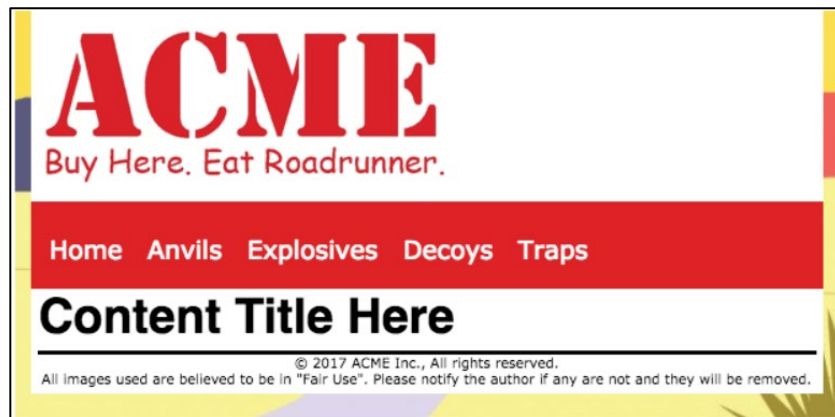 ACME
Buy Here. Eat Roadrunner.
Home Anvils Explosives Decoys Traps
Content Title Here
© 2017 ACME Inc., All rights reserved.
All images used are believed to be in "Fair Use". Please notify the author if any are not and they will be removed.